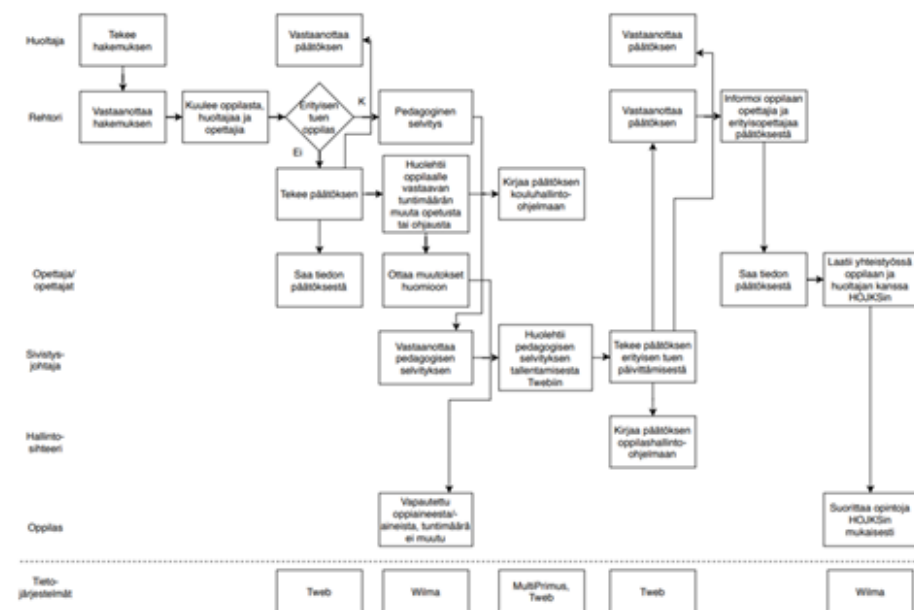 Huoltaja
Tekee
hakemuksen
Vastaanottaa
päätöksen
Vastaanottaa
päätöksen
Rehtori
Vastaanottaa
hakemuksen
Kuulee oppilasta,
huoltajaa ja
opettajia
Erityisen
tuen
oppilas
K
Ei
Pedagoginen
selvitys
Vastaanottaa
päätöksen
Informoi oppilaan
opettajia ja
erityisopettajaa
päätöksestä
Tekee päätöksen
Huolehtii
oppilaalle
vastaavan
tuntimäärän
muuta opetusta
tai ohjausta
Kirjaa päätöksen
kouluhallinto-
ohjelmaan
Opettaja/
opettajat
Saa tiedon
päätöksestä
Ottaa muutokset
huomioon
Saa tiedon
päätöksestä
Laatii yhteistyössä
oppilaan ja
huoltajan kanssa
HOJKSin
Sivistys-
johtaja
Vastaanottaa
pedagogisen
selvityksen
Huolehtii
pedagogisen
selvityksen
tallentamisesta
Twebiin
Tekee päätöksen
erityisen tuen
päivittämisestä
Hallinto-
sihteeri
Kirjaa päätöksen
oppilashallinto-
ohjelmaan
Oppilas
Vapautettu
oppiaineesta/-
aineista, tuntimäärä
ei muutu
Suorittaa opintoja
HOJKSin
mukaisesti
Tieto-
järjestelmät
Tweb
Wilma
MultiPrimus,
Tweb
Tweb
Wilma